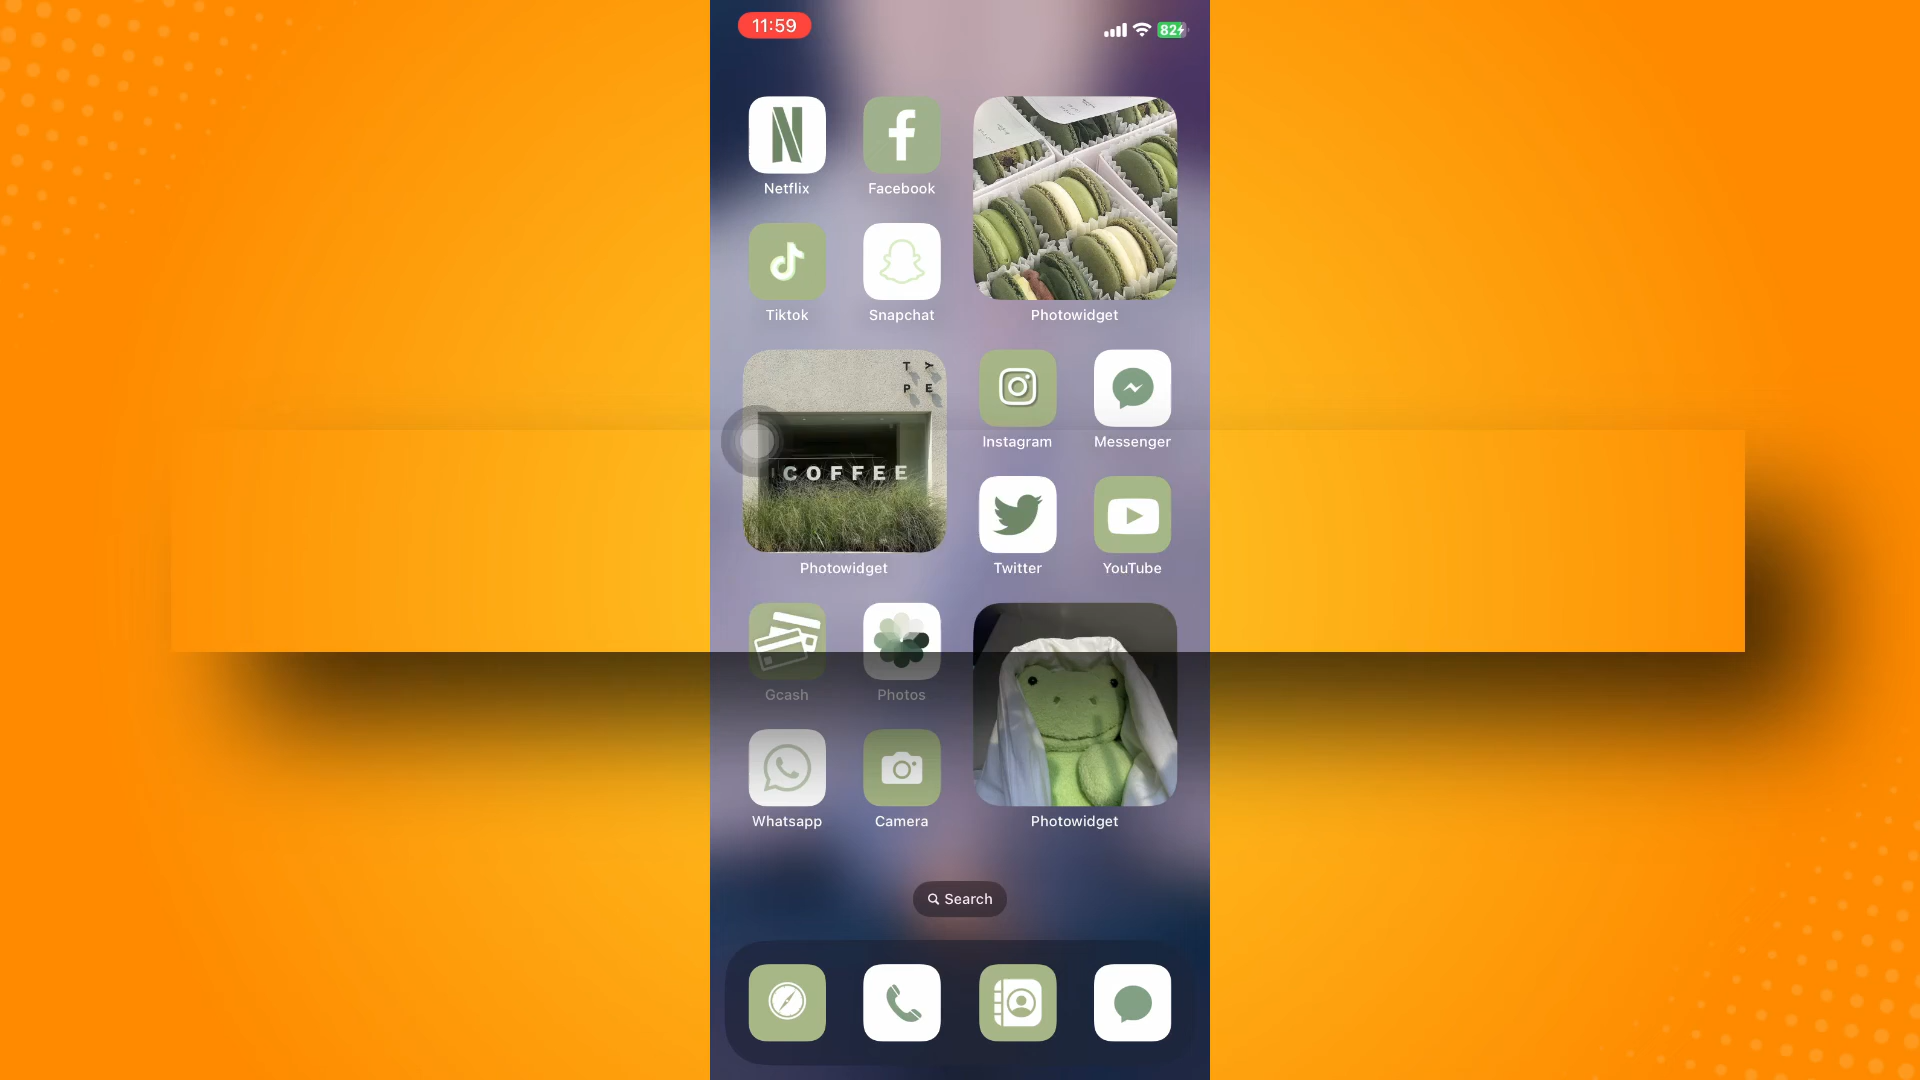 11:59
82
Netflix
Facebook
Tiktok
Snapchat
Photowidget
T Y
P E
COFFEE
Photowidget
Instagram
Messenger
Twitter
YouTube
Gcash
Photos
Whatsapp
Camera
Photowidget
Search